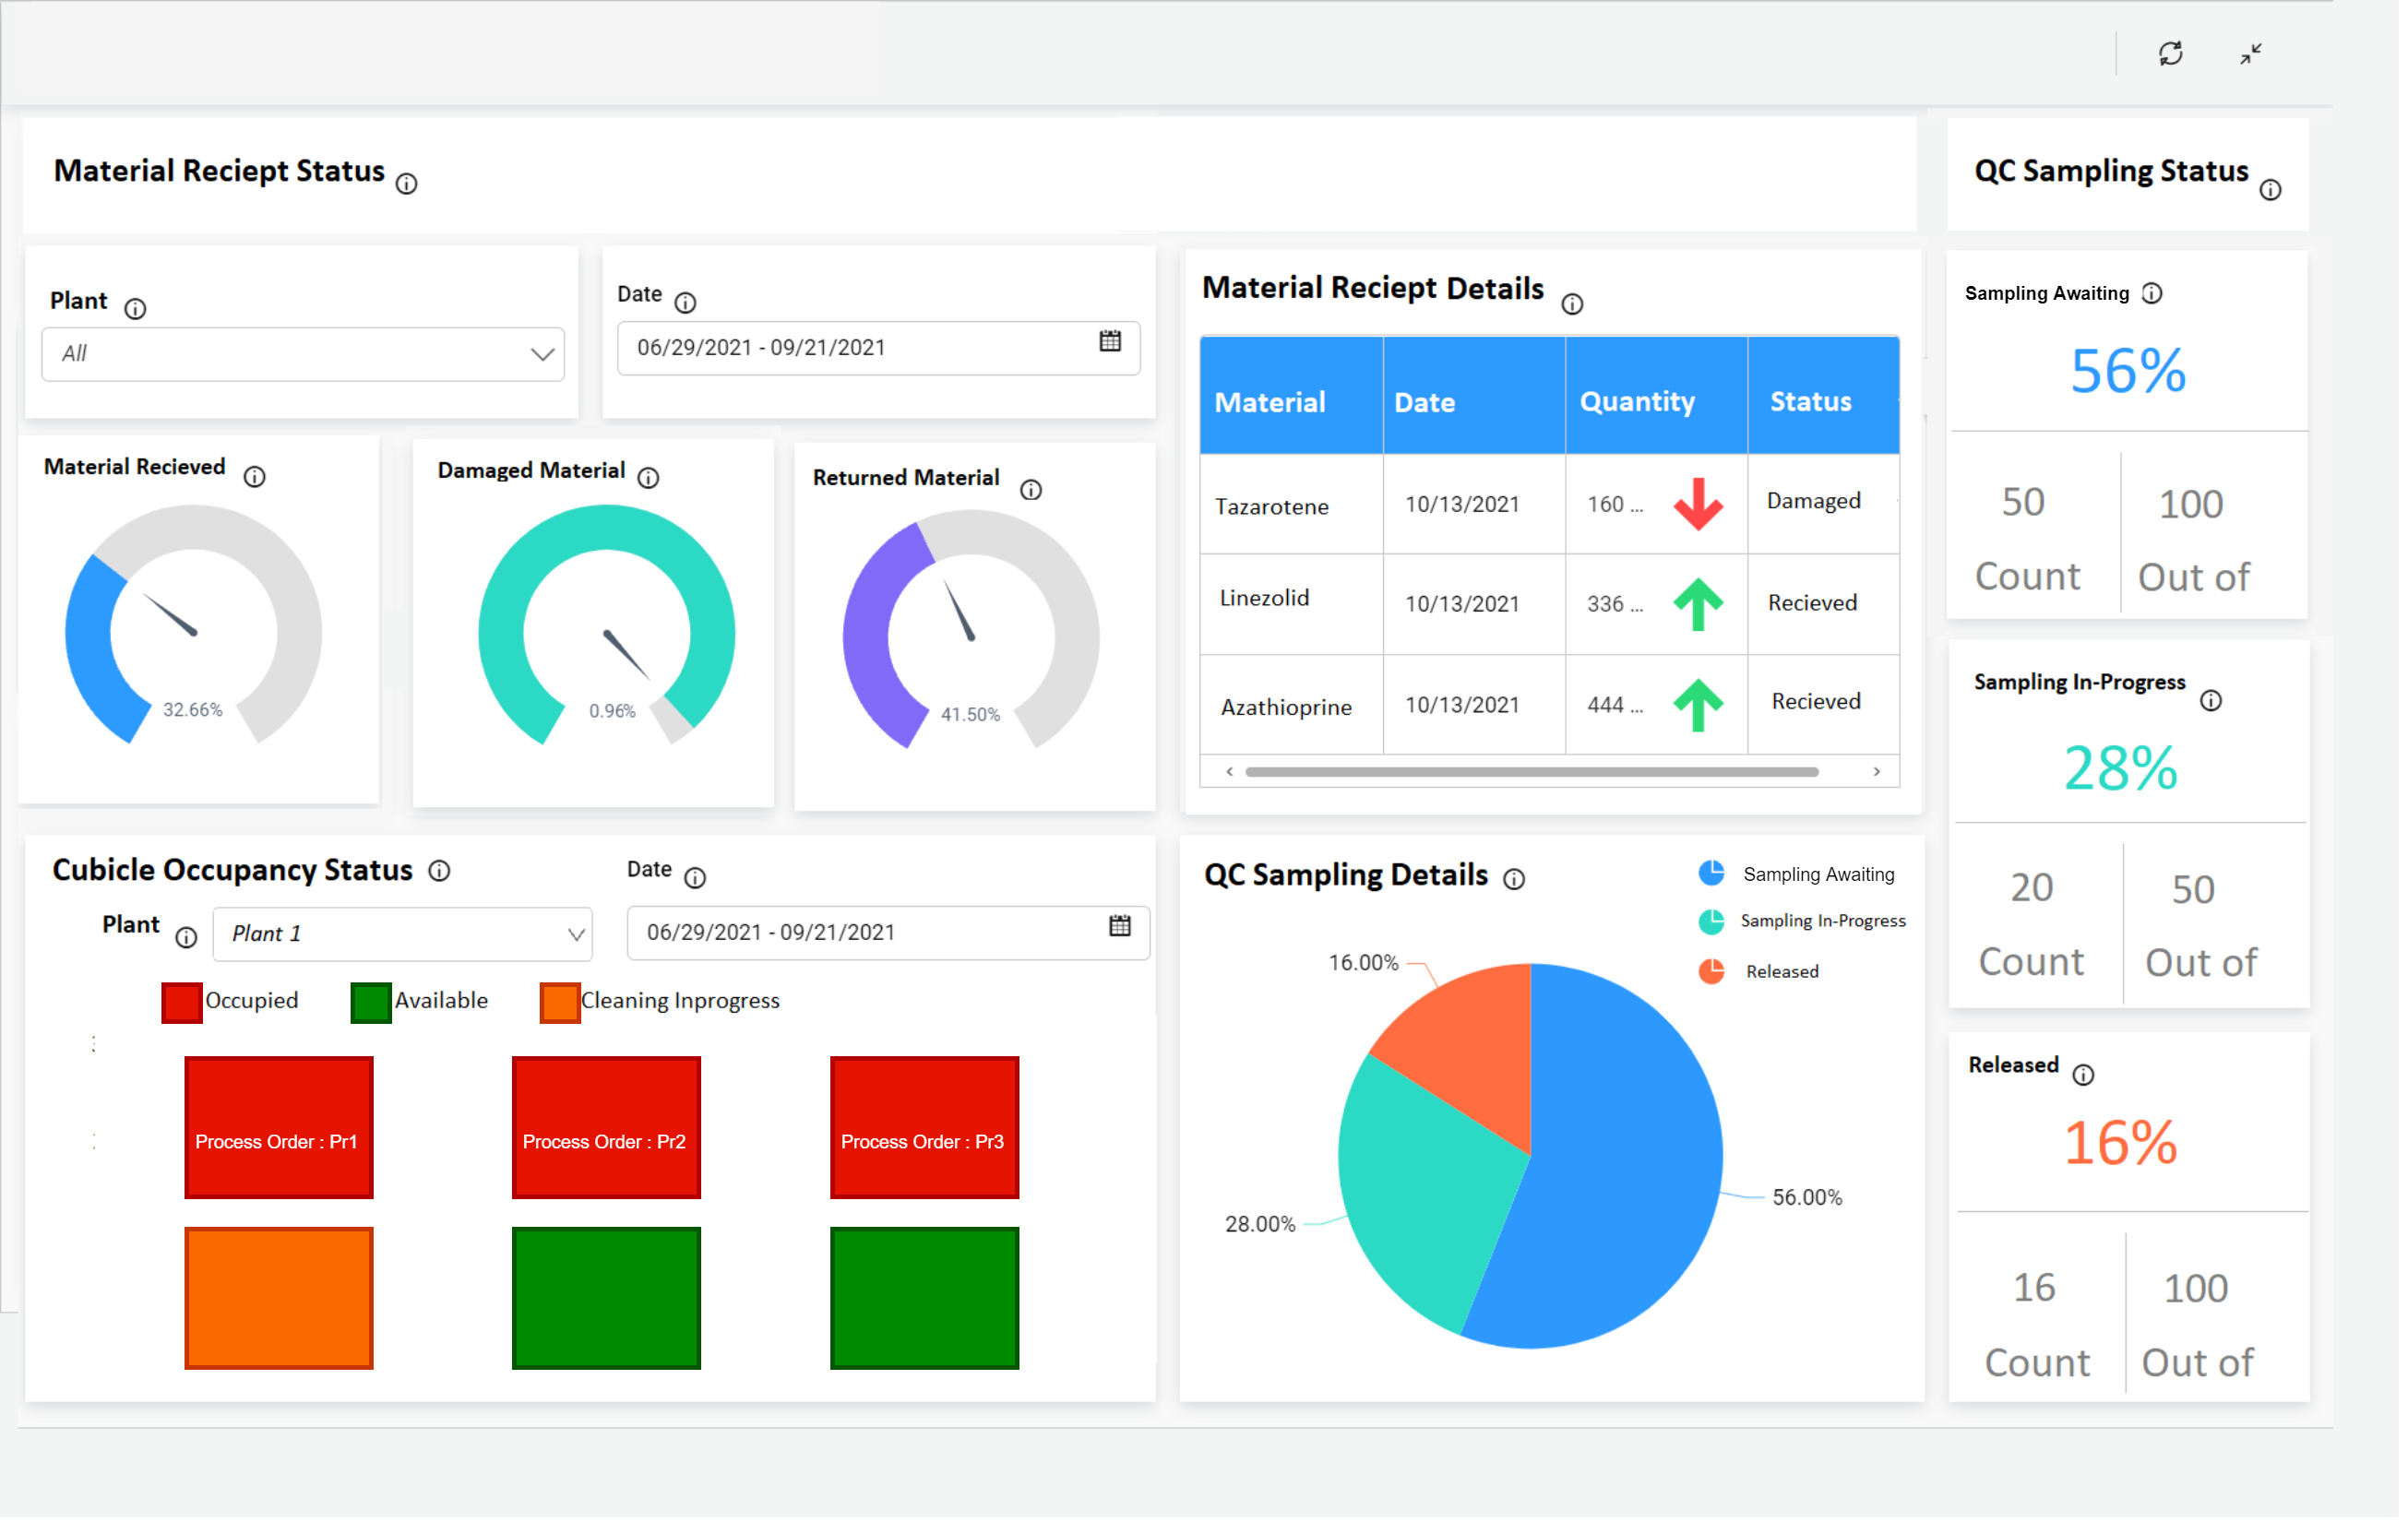 Material Reciept Status
QC Sampling Status
Plant
All
Date
06/29/2021 - 09/21/2021
Material Recieved
32.66%
Damaged Material
0.96%
Returned Material
41.50%
Material Reciept Details
Material Date Quantity Status
Tazarotene 10/13/2021 160 ... Damaged
Linezolid 10/13/2021 336 ... Recieved
Azathioprine 10/13/2021 444 ... Recieved
Sampling Awaiting
56%
50 100
Count Out of
Sampling In-Progress
28%
20 50
Count Out of
Released
16%
16 100
Count Out of
Cubicle Occupancy Status
Date
Plant
Plant 1
06/29/2021 - 09/21/2021
Occupied Available Cleaning Inprogress
Process Order : Pr1
Process Order : Pr2
Process Order : Pr3
QC Sampling Details
Sampling Awaiting
Sampling In-Progress
Released
16.00%
56.00%
28.00%